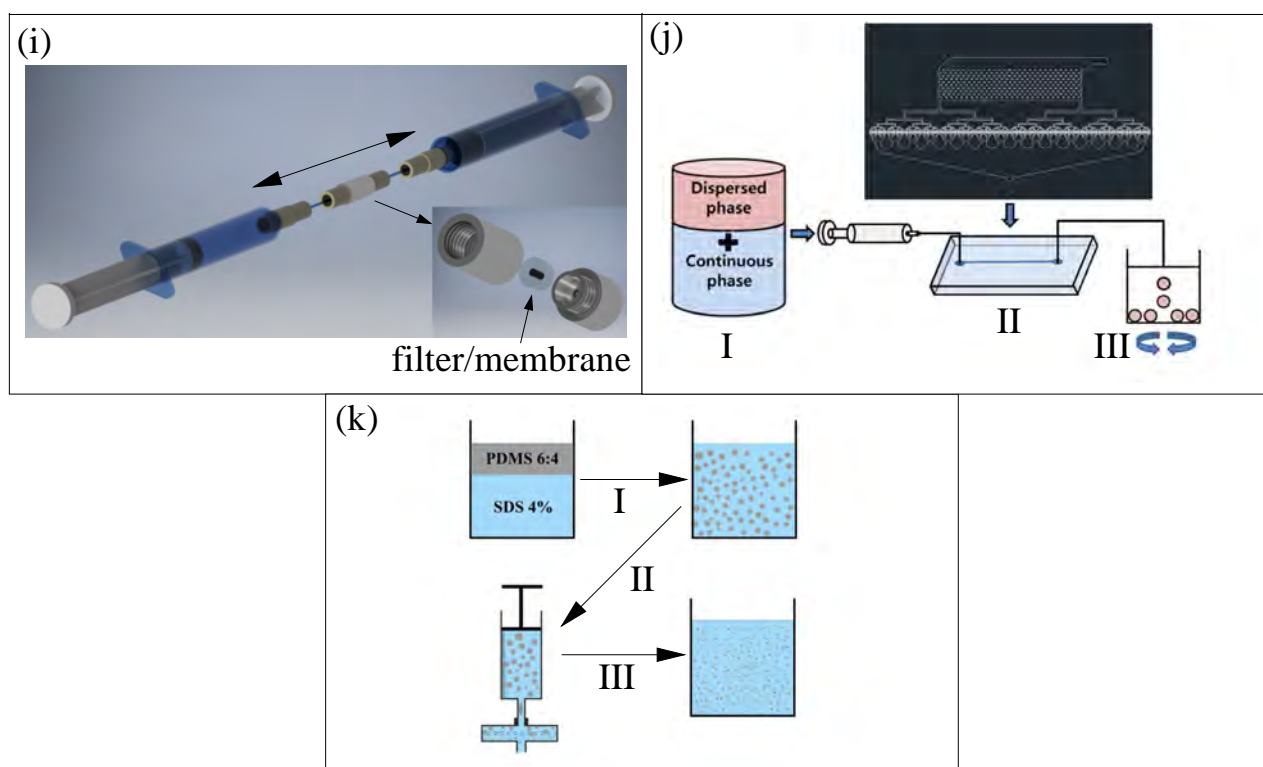 (i)
filter/membrane
(j)
Dispersed
phase
+
Continuous
phase
I
II
III
(k)
PDMS 6:4
SDS 4%
I
II
III